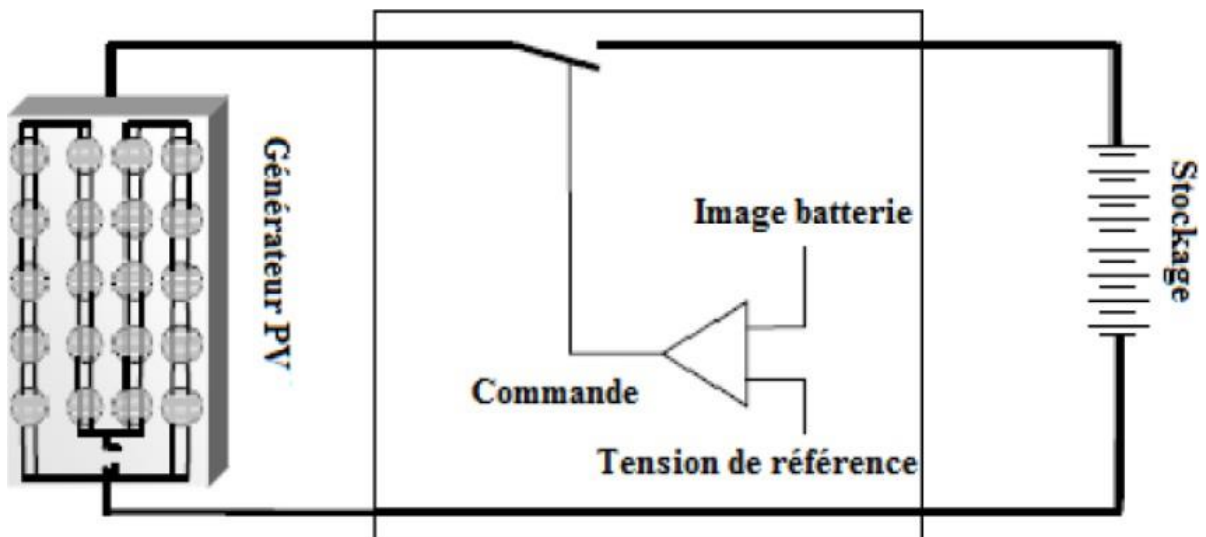 Générateur PV
Image batterie
Commande
Tension de référence
Stockage